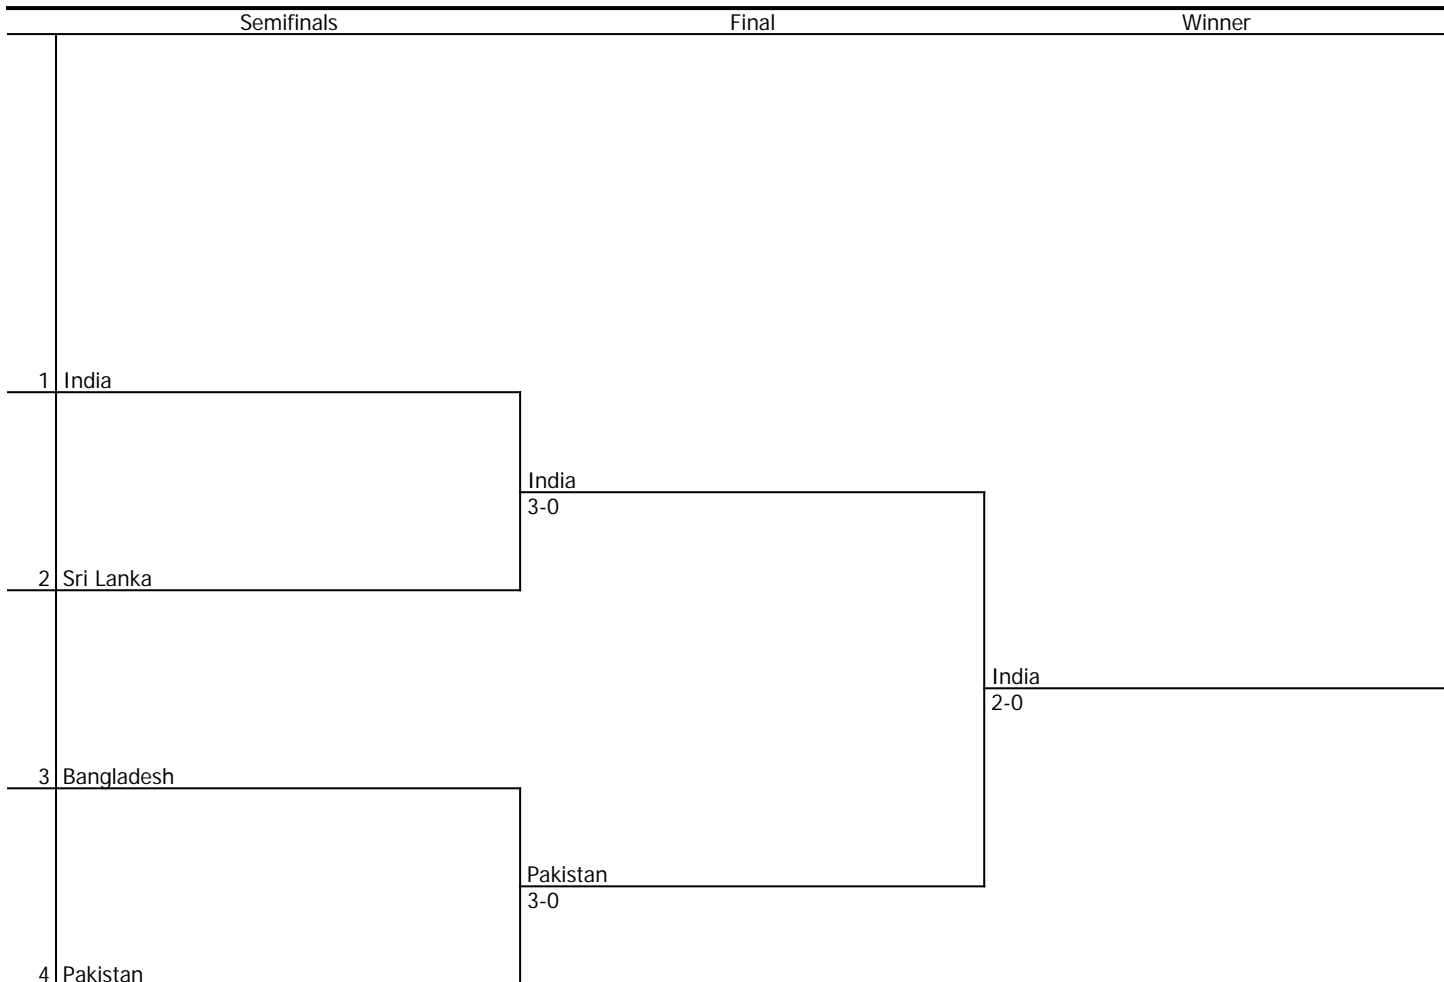 Semifinals Final Winner
1 India
India
3-0
2 Sri Lanka
India
2-0
3 Bangladesh
Pakistan
3-0
4 Pakistan